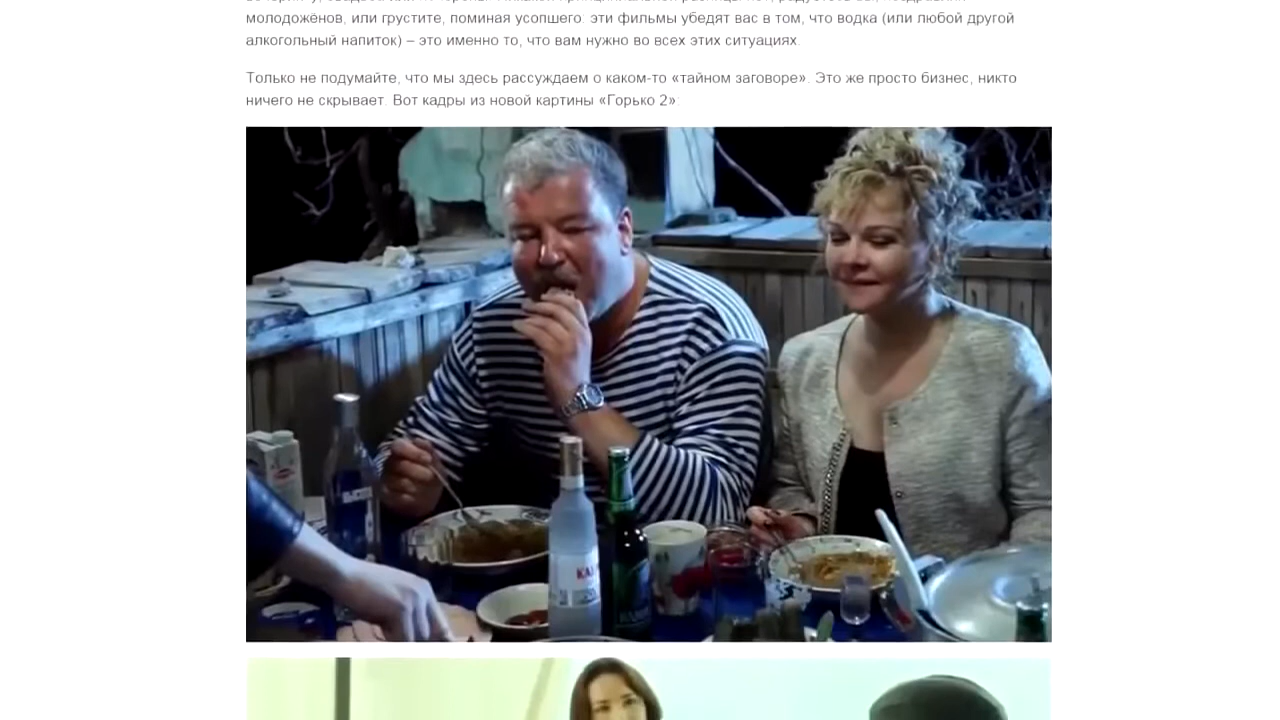 молодожёнов, или грустите, поминая усопшего: эти фильмы убедят вас в том, что водка (или любой другой
алкогольный напиток) – это именно то, что вам нужно во всех этих ситуациях.
Только не подумайте, что мы здесь рассуждаем о каком-то «тайном заговоре». Это же просто бизнес, никто
ничего не скрывает. Вот кадры из новой картины «Горько 2»: